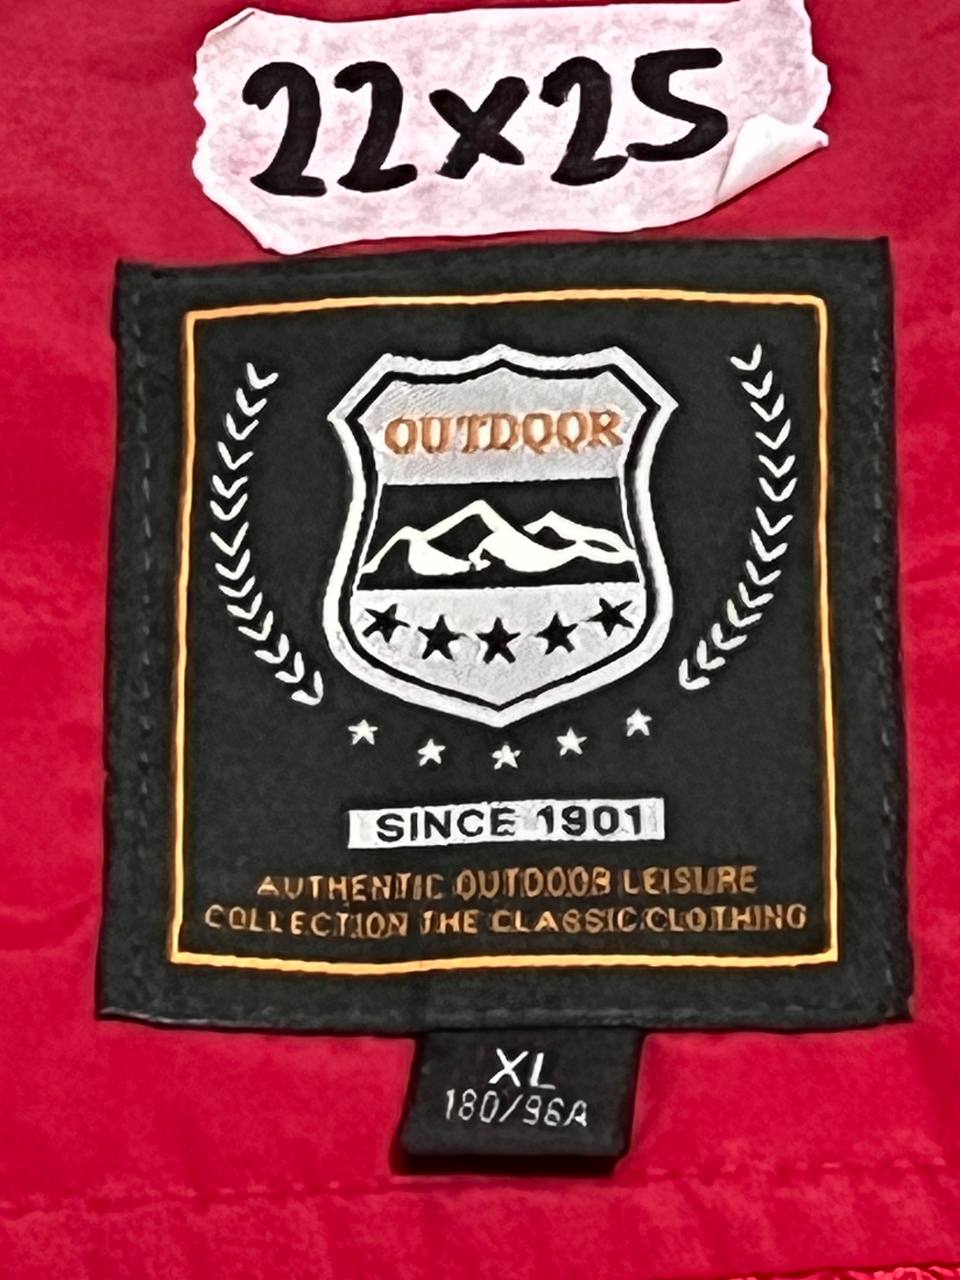 22x25
OUTDOOR
SINCE 1901
AUTHENTIC OUTDOOR LEISURE
COLLECTION THE CLASSIC CLOTHING
XL
180/96A